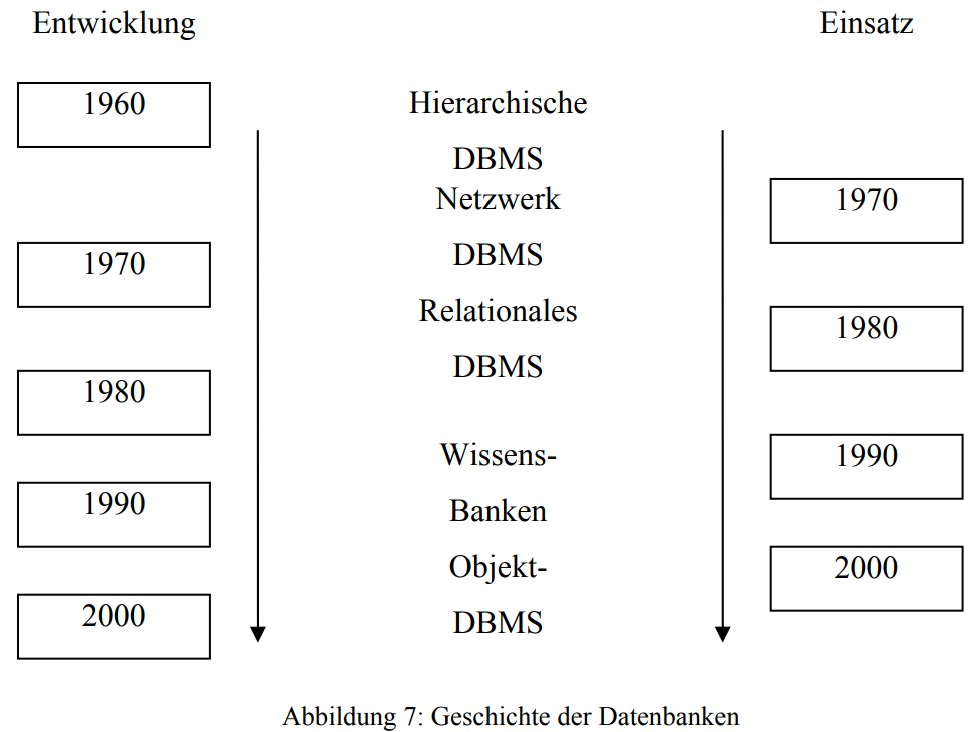 Entwicklung
Einsatz
1960
Hierarchische
DBMS
Netzwerk
1970
DBMS
1970
Relationales
1980
DBMS
1980
Wissens-
1990
Banken
1990
Objekt-
2000
DBMS
2000
Abbildung 7: Geschichte der Datenbanken